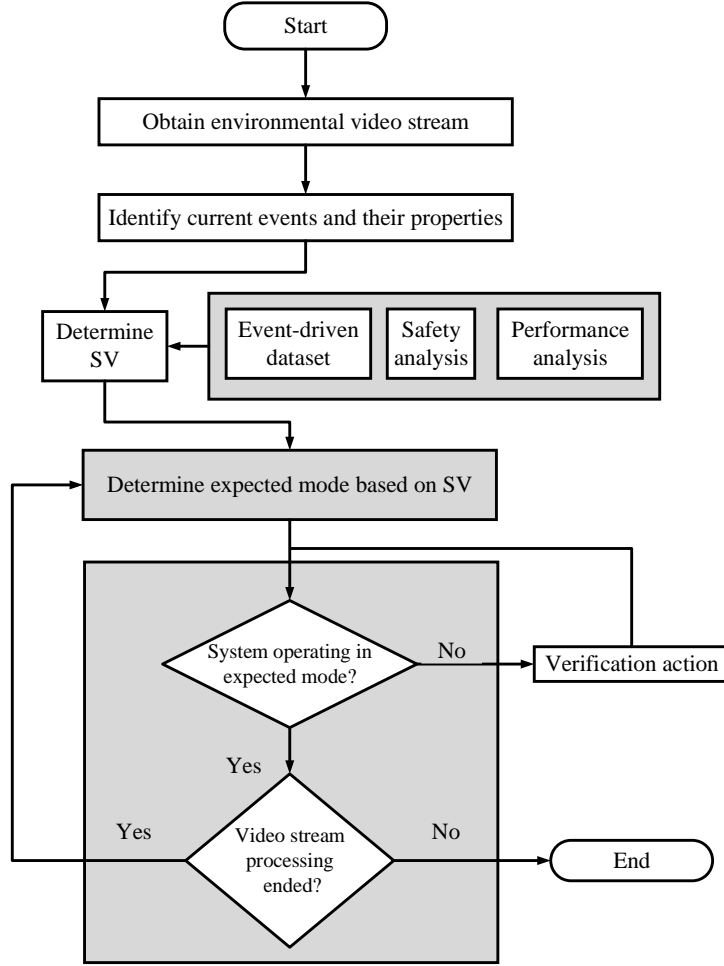 Start
Obtain environmental video stream
Identify current events and their properties
Determine
SV
Event-driven
dataset
Safety
analysis
Performance
analysis
Determine expected mode based on SV
System operating in
expected mode?
No
Verification action
Yes
Yes
Video stream
processing
ended?
No
End